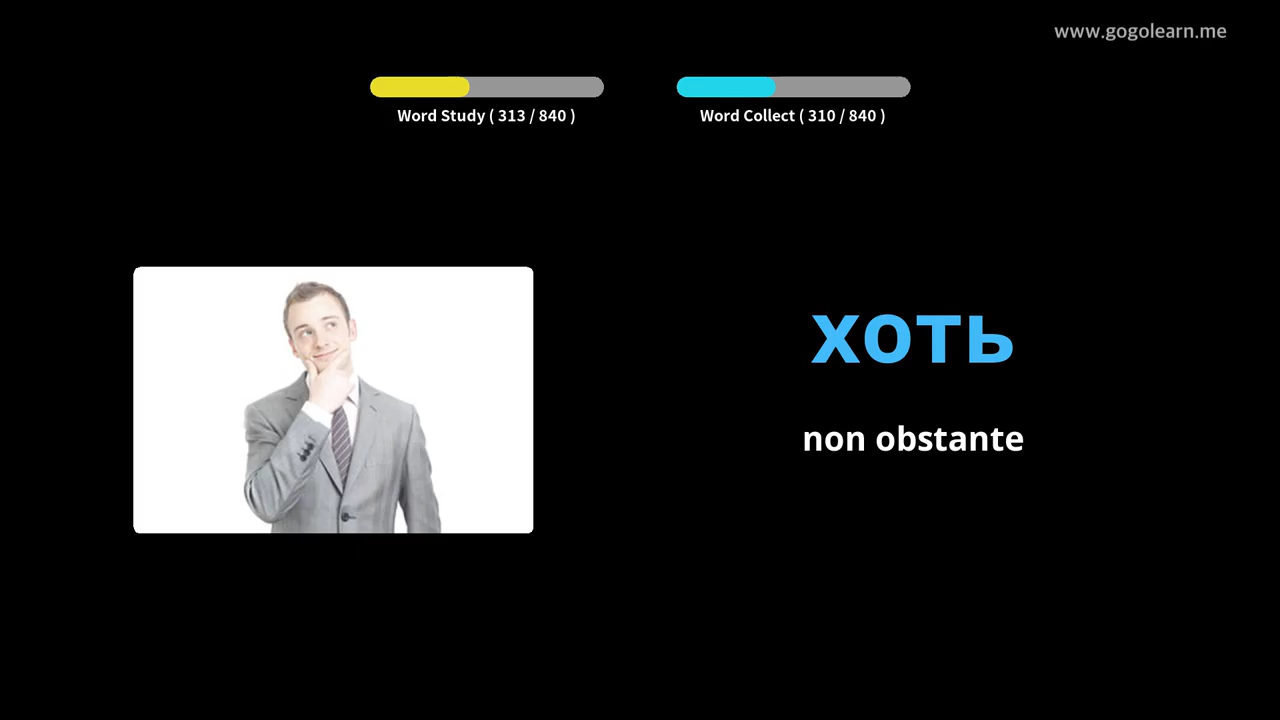 www.gogolearn.me
Word Study ( 313 / 840 )
Word Collect ( 310 / 840 )
хоть
non obstante